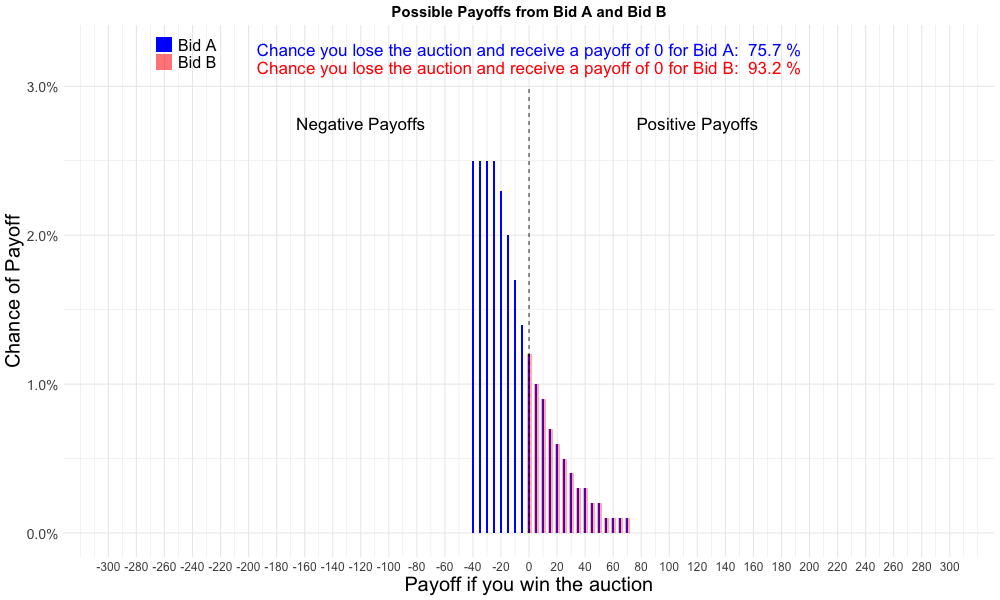 Possible Payoffs from Bid A and Bid B
Bid A
Bid B
Chance you lose the auction and receive a payoff of 0 for Bid A: 75.7 %
Chance you lose the auction and receive a payoff of 0 for Bid B: 93.2 %
Negative Payoffs
Positive Payoffs
Chance of Payoff
3.0%
2.0%
1.0%
0.0%
-300 -280 -260 -240 -220 -200 -180 -160 -140 -120 -100 -80 -60 -40 -20 0 20 40 60 80 100 120 140 160 180 200 220 240 260 280 300
Payoff if you win the auction